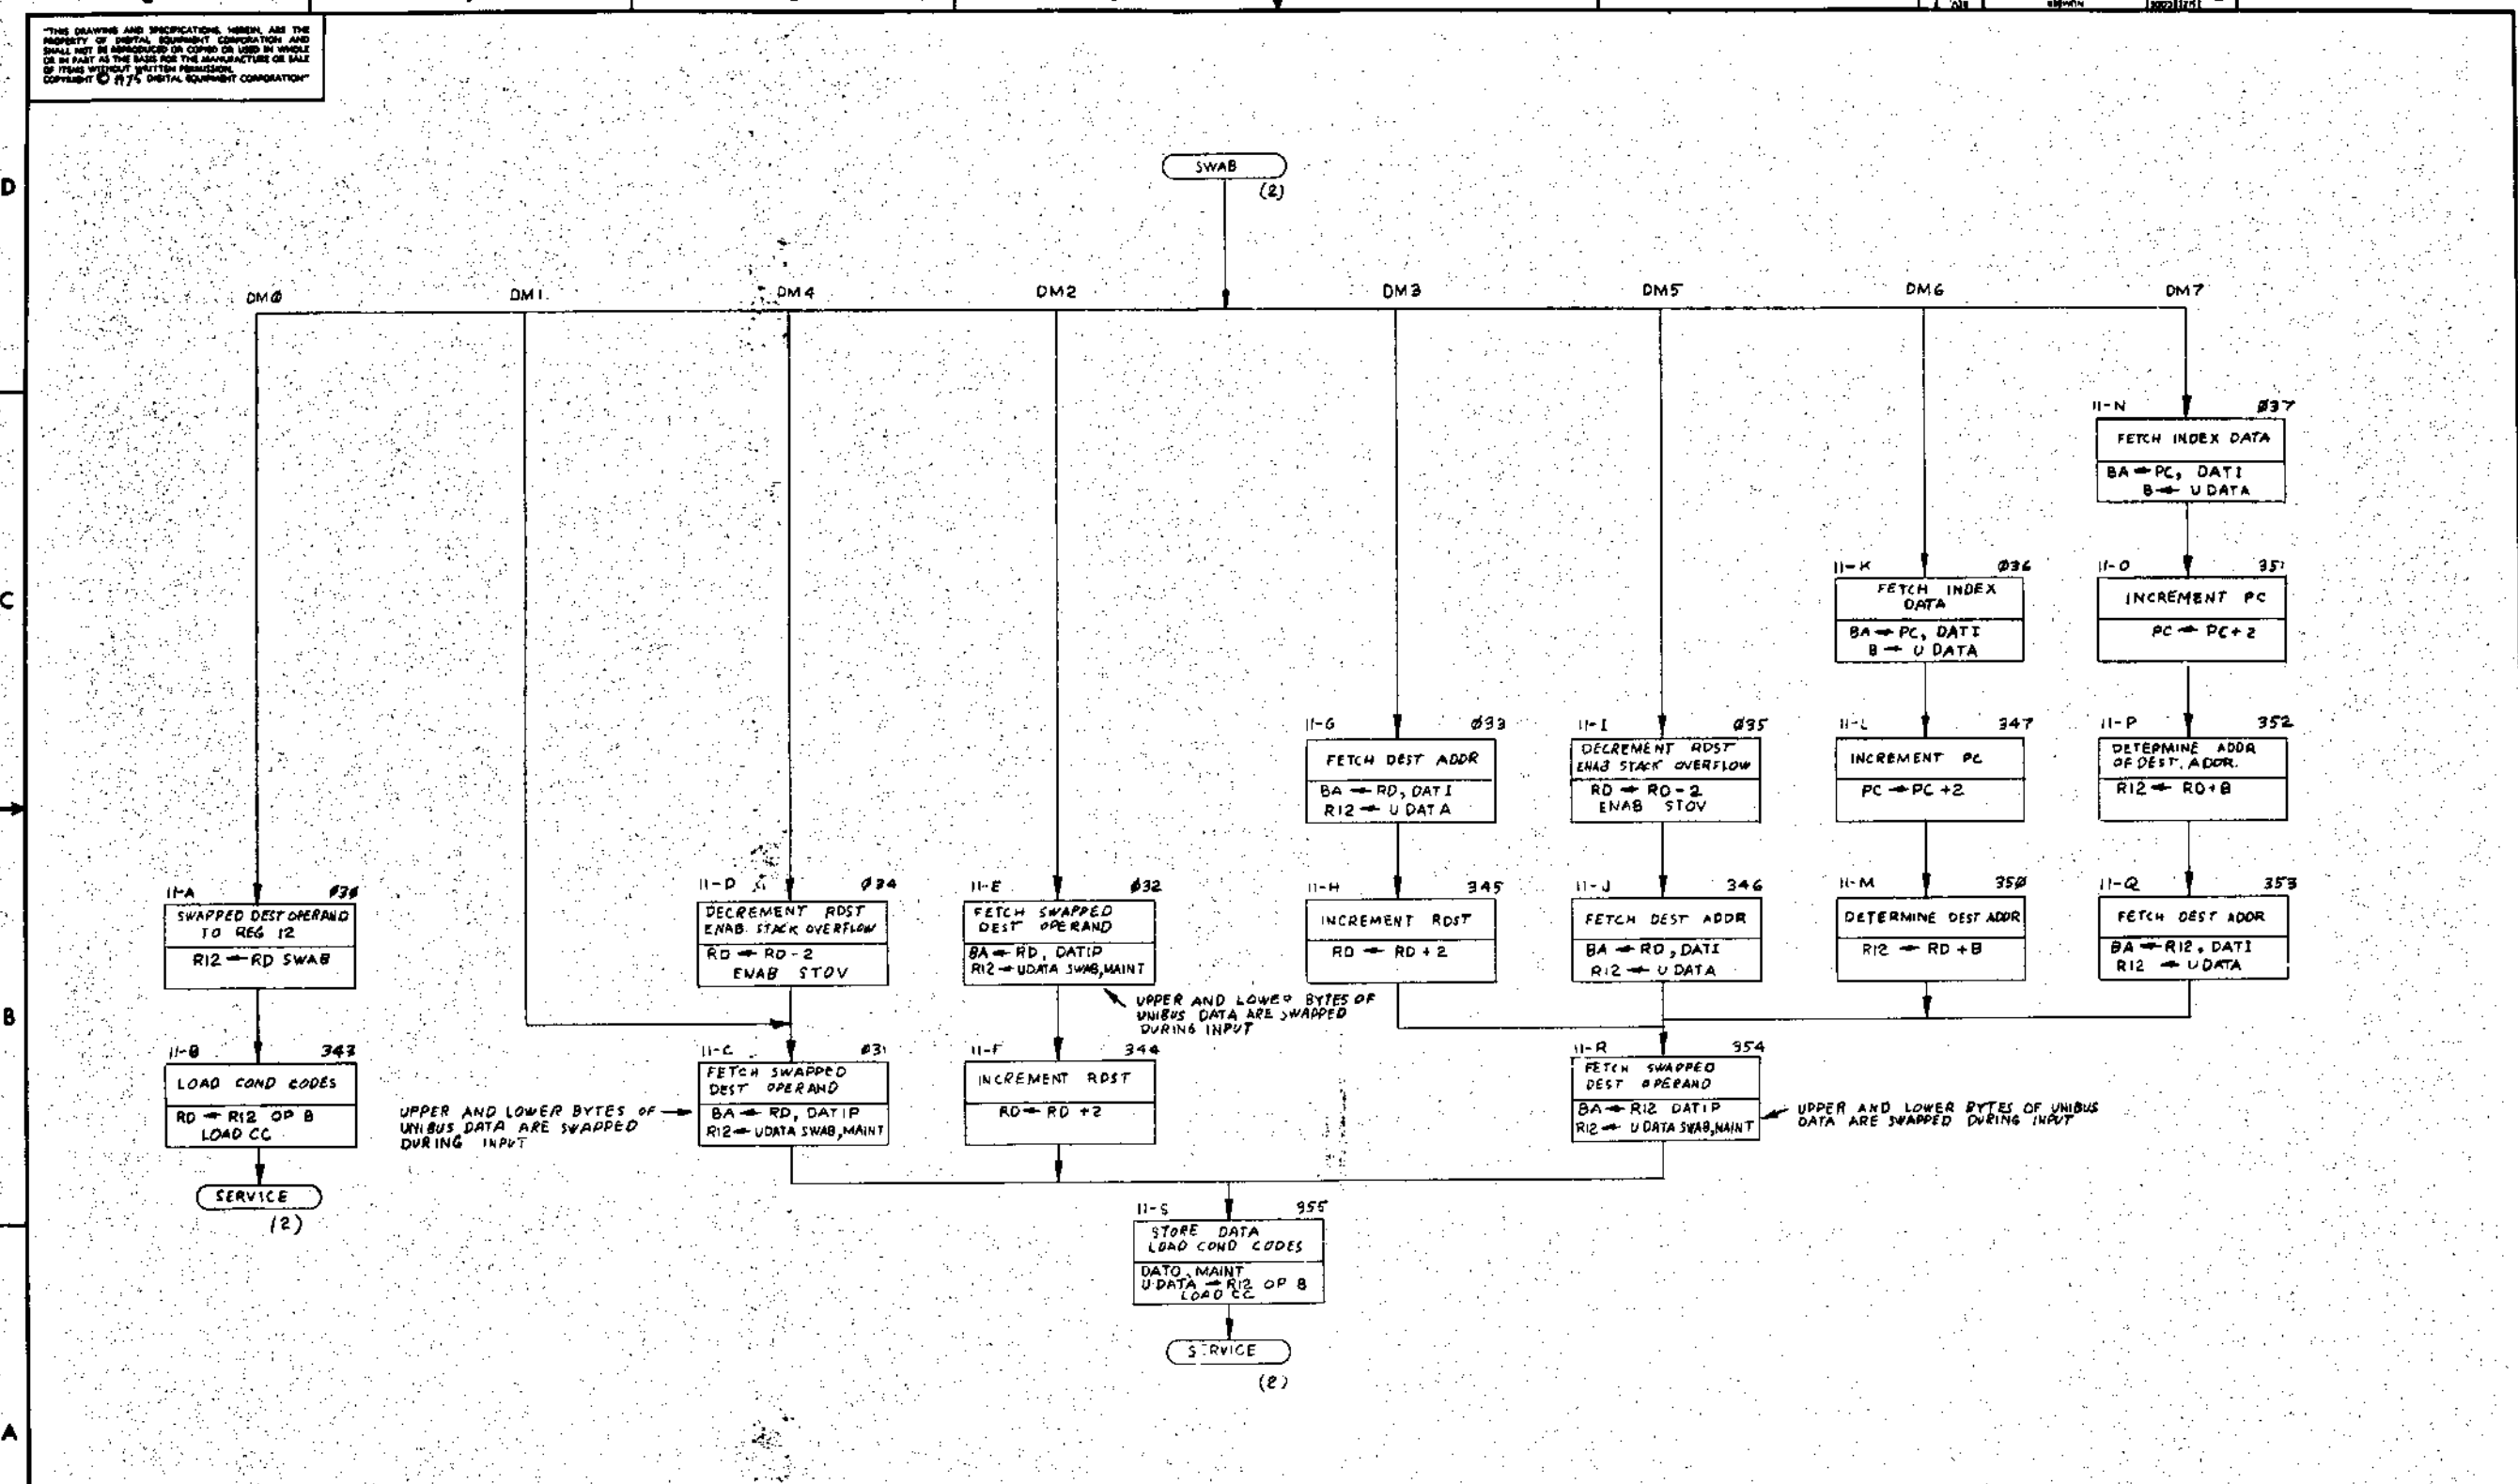 "THIS DRAWING AND SPECIFICATIONS, HEREIN, ARE THE
PROPERTY OF DIGITAL EQUIPMENT CORPORATION AND
SHALL NOT BE REPRODUCED OR COPIED OR USED IN WHOLE
OR IN PART AS THE BASIS FOR THE MANUFACTURE OR SALE
OF ITEMS WITHOUT WRITTEN PERMISSION.
COPYRIGHT © 1975 DIGITAL EQUIPMENT CORPORATION"
D
SWAB
(2)
DMØ
DM1
DM4
DM2
DM3
DM5
DM6
DM7
11-N Ø37
FETCH INDEX DATA
BA ← PC, DATI
B ← U DATA
C
11-K Ø36
FETCH INDEX
DATA
BA ← PC, DATI
B ← U DATA
11-O 351
INCREMENT PC
PC ← PC+2
11-G Ø33
FETCH DEST ADDR
BA ← RD, DATI
R12 ← U DATA
11-I Ø35
DECREMENT RDST
ENAB STACK OVERFLOW
RD ← RD-2
ENAB STOV
11-L 347
INCREMENT PC
PC ← PC +2
11-P 352
DETERMINE ADDR
OF DEST. ADDR.
R12 ← RD+B
11-A Ø3Ø
SWAPPED DEST OPERAND
TO REG 12
R12 ← RD SWAB
11-D Ø34
DECREMENT RDST
ENAB. STACK OVERFLOW
RD ← RD-2
ENAB STOV
11-E Ø32
FETCH SWAPPED
DEST OPERAND
BA ← RD, DATIP
R12 ← UDATA SWAB,MAINT
11-H 345
INCREMENT RDST
RD ← RD +2
11-J 346
FETCH DEST ADDR
BA ← RD, DATI
R12 ← U DATA
11-M 35Ø
DETERMINE DEST ADDR
R12 ← RD +B
11-Q 353
FETCH DEST ADDR
BA ← R12, DATI
R12 ← U DATA
B
UPPER AND LOWER BYTES OF
UNIBUS DATA ARE SWAPPED
DURING INPUT
11-B 343
LOAD COND CODES
RD ← R12 OP B
LOAD CC
UPPER AND LOWER BYTES OF
UNIBUS DATA ARE SWAPPED
DURING INPUT
11-C Ø31
FETCH SWAPPED
DEST OPERAND
BA ← RD, DATIP
R12 ← UDATA SWAB,MAINT
11-F 344
INCREMENT RDST
RD ← RD +2
11-R 354
FETCH SWAPPED
DEST OPERAND
BA ← R12 DATIP
R12 ← U DATA SWAB,MAINT
UPPER AND LOWER BYTES OF UNIBUS
DATA ARE SWAPPED DURING INPUT
SERVICE
(2)
11-S 355
STORE DATA
LOAD COND CODES
DATO, MAINT
U DATA ← R12 OP B
LOAD CC
SERVICE
(2)
A